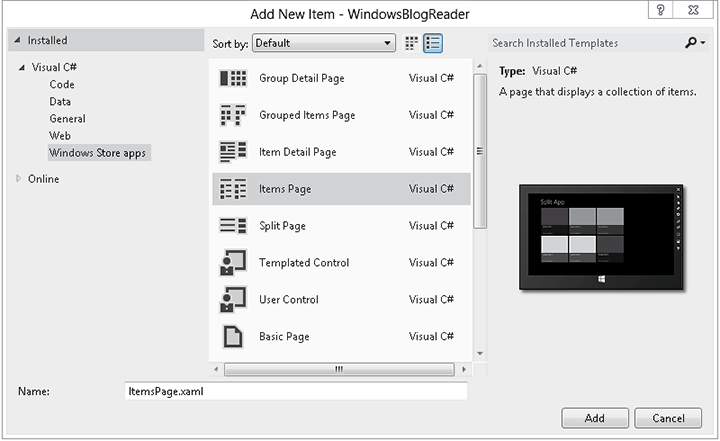 Add New Item - WindowsBlogReader
? 
Installed
Sort by: Default
Search Installed Templates
Visual C#
Code
Data
General
Web
Windows Store apps
Online
Group Detail Page Visual C#
Grouped Items Page Visual C#
Item Detail Page Visual C#
Items Page Visual C#
Split Page Visual C#
Templated Control Visual C#
User Control Visual C#
Basic Page Visual C#
Type: Visual C#
A page that displays a collection of items.
Split App
Name: ItemsPage.xaml
Add Cancel